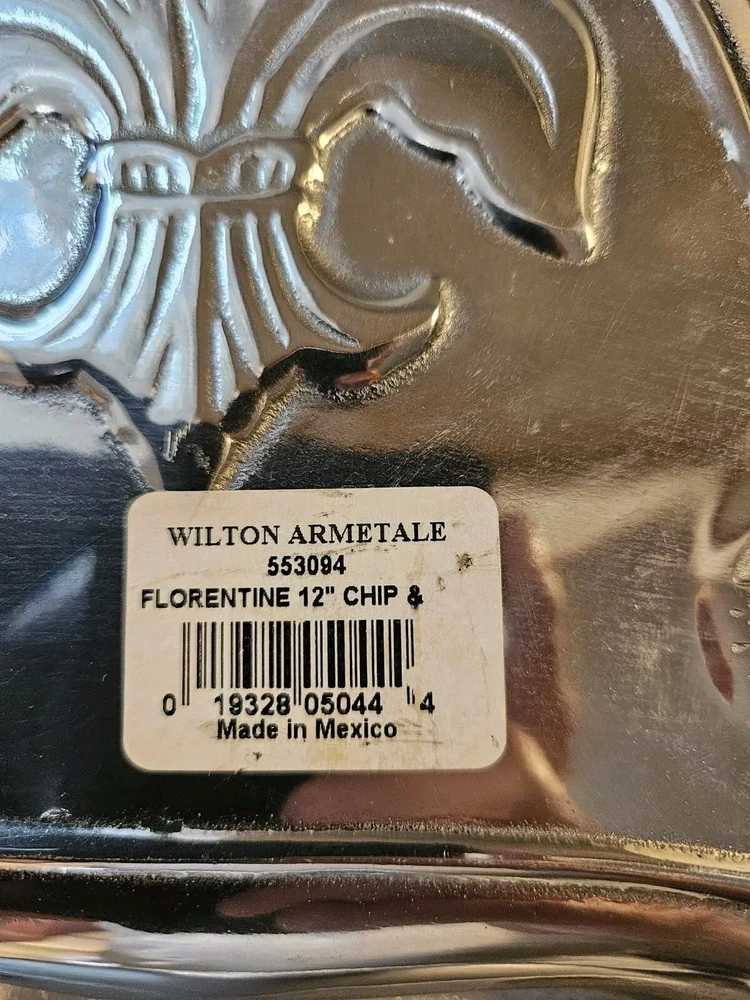 WILTON ARMETALE
553094
FLORENTINE 12" CHIP &
0 19328 05044 4
Made in Mexico